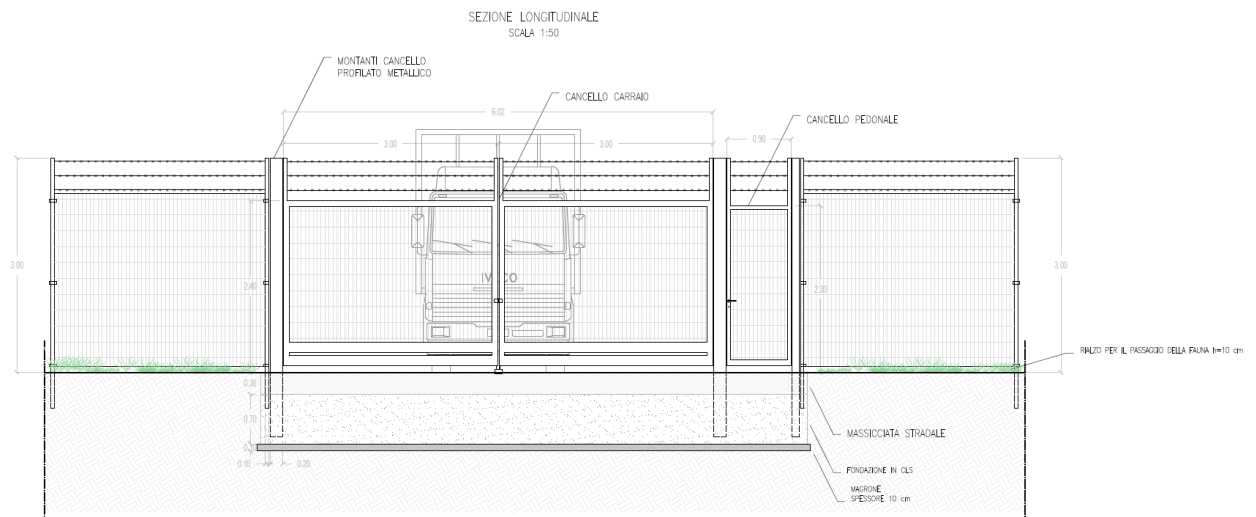 SEZIONE LONGITUDINALE
SCALA 1:50
MONTANTI CANCELLO
PROFILATO METALLICO
CANCELLO CARRAIO
6.02
CANCELLO PEDONALE
3.00
3.00
0.90
3.00
2.40
IVECO
2.30
3.00
RIALZO PER IL PASSAGGIO DELLA FAUNA h=10 cm
0.30
0.70
MASSICCIATA STRADALE
0.10
0.20
FONDAZIONE IN CLS
MAGRONE
SPESSORE 10 cm